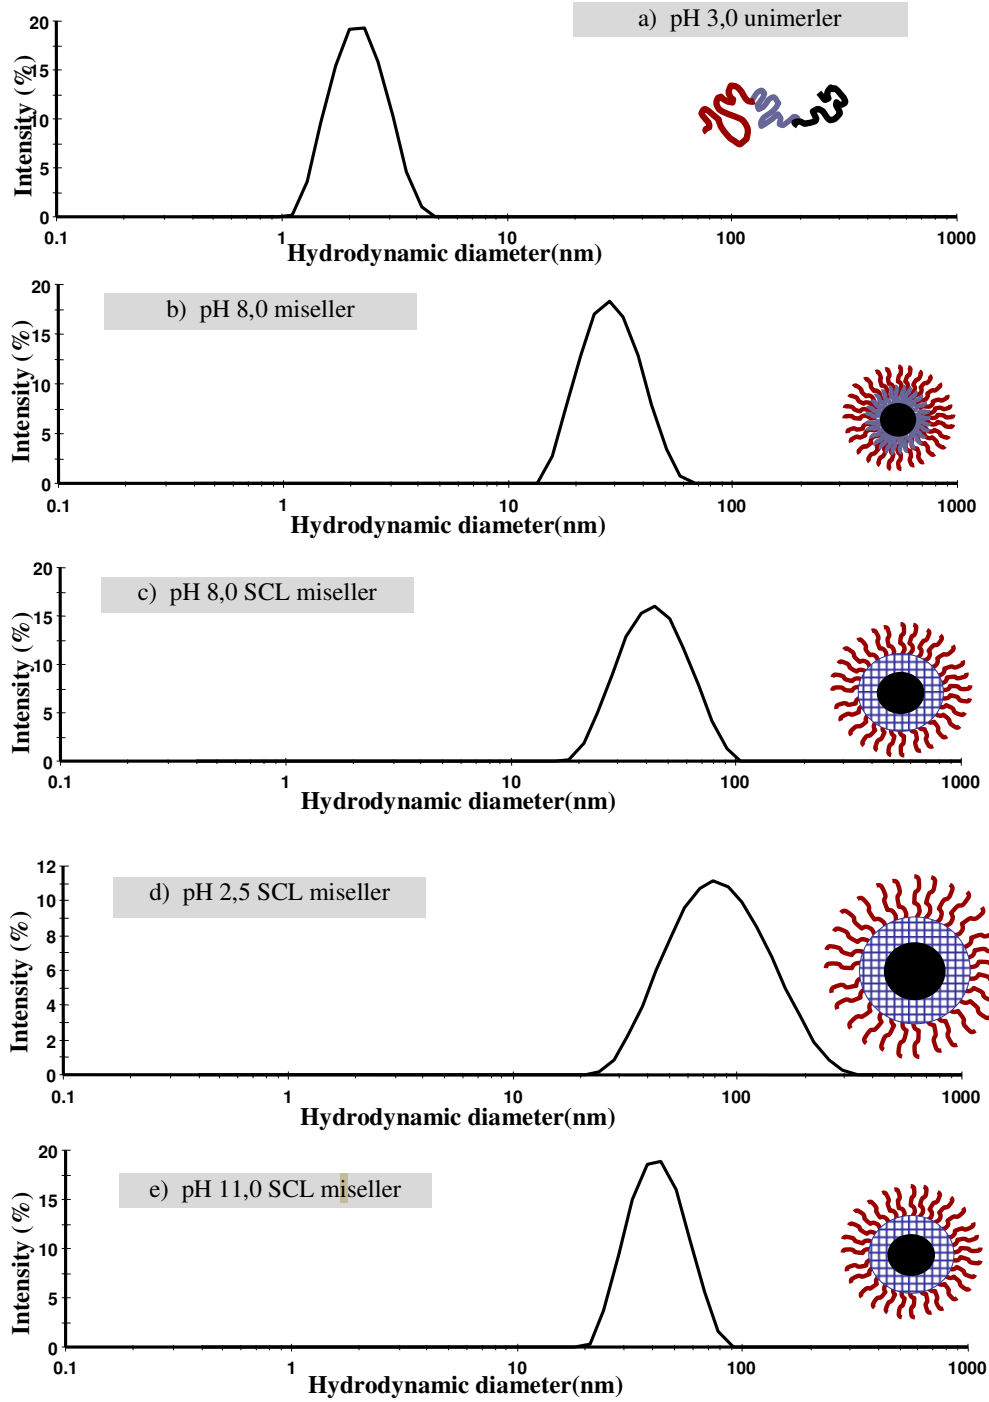 a) pH 3,0 unimerler
Intensity (%)
20
15
10
5
0
0.1 1 10 100 1000
Hydrodynamic diameter(nm)
b) pH 8,0 miseller
Intensity (%)
20
15
10
5
0
0.1 1 10 100 1000
Hydrodynamic diameter(nm)
c) pH 8,0 SCL miseller
Intensity (%)
20
15
10
5
0
0.1 1 10 100 1000
Hydrodynamic diameter(nm)
d) pH 2,5 SCL miseller
Intensity (%)
12
10
8
6
4
2
0
0.1 1 10 100 1000
Hydrodynamic diameter(nm)
e) pH 11,0 SCL miseller
Intensity (%)
20
15
10
5
0
0.1 1 10 100 1000
Hydrodynamic diameter(nm)